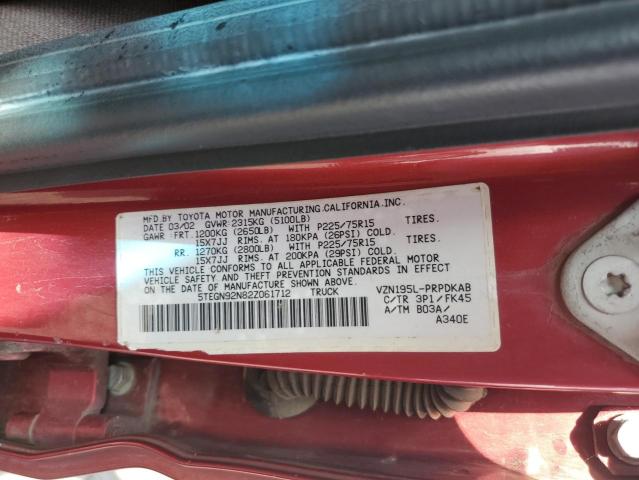 MFD.BY TOYOTA MOTOR MANUFACTURING.CALIFORNIA.INC.
DATE 03/02 GVWR:2315KG (5100LB)
GAWR FRT.1200KG (2650LB) WITH P225/75R15 TIRES.
15X7JJ RIMS. AT 180KPA (26PSI) COLD.
RR. 1270KG (2800LB) WITH P225/75R15 TIRES.
15X7JJ RIMS. AT 200KPA (29PSI) COLD.
THIS VEHICLE CONFORMS TO ALL APPLICABLE FEDERAL MOTOR
VEHICLE SAFETY AND THEFT PREVENTION STANDARDS IN EFFECT
ON THE DATE OF MANUFACTURE SHOWN ABOVE.
5TEGN92N82Z061712 TRUCK VZN195L-PRPDKAB
C/TR 3P1/FK45
A/TM B03A/
A340E